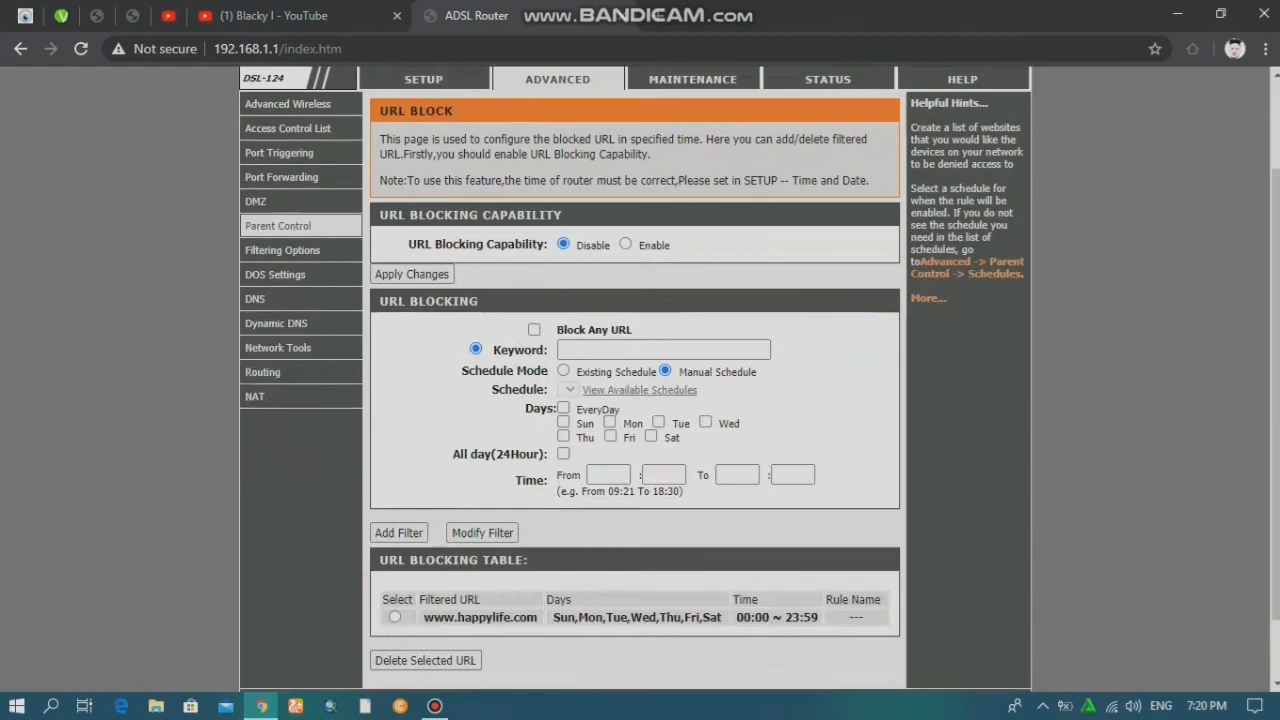 (1) Blacky I - YouTube
ADSL Router
www.BANDICAM.com
Not secure
192.168.1.1/index.htm
DSL-124
SETUP
ADVANCED
MAINTENANCE
STATUS
HELP
Advanced Wireless
Access Control List
Port Triggering
Port Forwarding
DMZ
Parent Control
Filtering Options
DOS Settings
DNS
Dynamic DNS
Network Tools
Routing
NAT
URL BLOCK
This page is used to configure the blocked URL in specified time. Here you can add/delete filtered
URL.Firstly,you should enable URL Blocking Capability.
Note:To use this feature,the time of router must be correct,Please set in SETUP -- Time and Date.
URL BLOCKING CAPABILITY
URL Blocking Capability: Disable Enable
Apply Changes
URL BLOCKING
Block Any URL
Keyword:
Schedule Mode Existing Schedule Manual Schedule
Schedule: View Available Schedules
Days: EveryDay
Sun Mon Tue Wed
Thu Fri Sat
All day(24Hour):
Time: From : To :
(e.g. From 09:21 To 18:30)
Add Filter Modify Filter
URL BLOCKING TABLE:
Select Filtered URL Days Time Rule Name
www.happylife.com Sun,Mon,Tue,Wed,Thu,Fri,Sat 00:00 ~ 23:59 ---
Delete Selected URL
Helpful Hints...
Create a list of websites
that you would like the
devices on your network
to be denied access to
Select a schedule for
when the rule will be
enabled. If you do not
see the schedule you
need in the list of
schedules, go
toAdvanced -> Parent
Control -> Schedules.
More...
ENG
7:20 PM